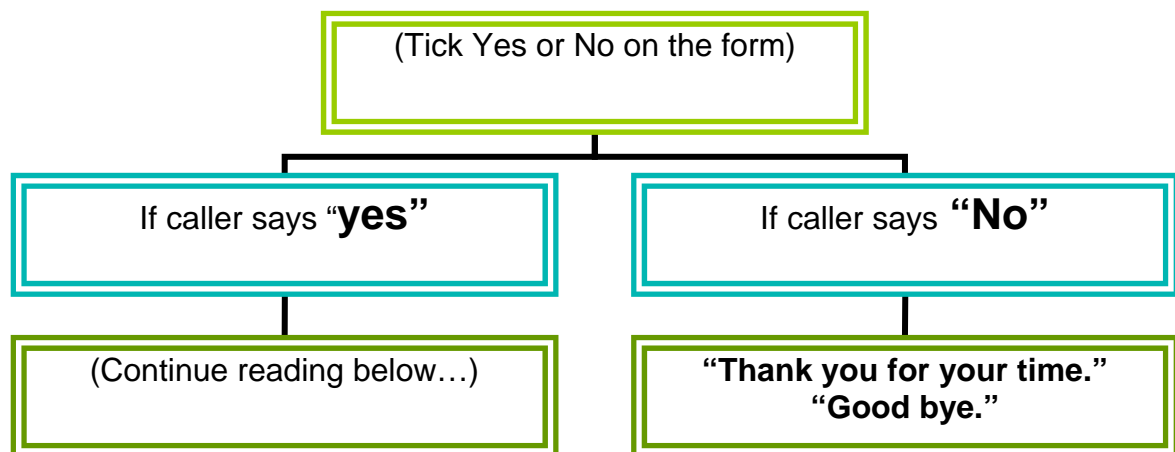 (Tick Yes or No on the form)
If caller says “yes”
If caller says “No”
(Continue reading below…)
“Thank you for your time.”
“Good bye.”